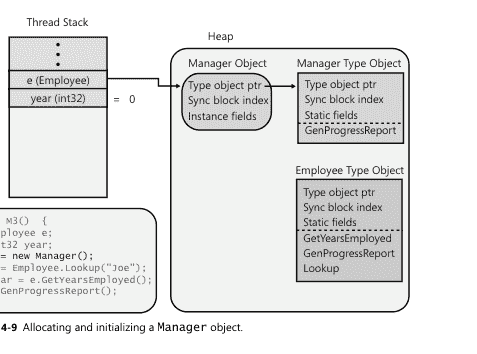 Thread Stack
Heap
e (Employee)
year (int32)
= 0
Manager Object
Type object ptr
Sync block index
Instance fields
Manager Type Object
Type object ptr
Sync block index
Static fields
GenProgressReport
Employee Type Object
Type object ptr
Sync block index
Static fields
GetYearsEmployed
GenProgressReport
Lookup
M3() {
ployee e;
t32 year;
= new Manager();
= Employee.Lookup("Joe");
ar = e.GetYearsEmployed();
GenProgressReport();
4-9 Allocating and initializing a Manager object.